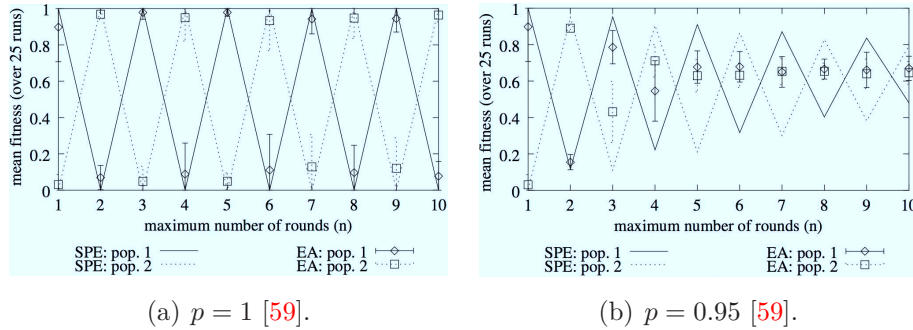 mean fitness (over 25 runs)
1
0.8
0.6
0.4
0.2
0
1 2 3 4 5 6 7 8 9 10
maximum number of rounds (n)
SPE: pop. 1
SPE: pop. 2
EA: pop. 1
EA: pop. 2
(a) p = 1 [59].
mean fitness (over 25 runs)
1
0.8
0.6
0.4
0.2
0
1 2 3 4 5 6 7 8 9 10
maximum number of rounds (n)
SPE: pop. 1
SPE: pop. 2
EA: pop. 1
EA: pop. 2
(b) p = 0.95 [59].